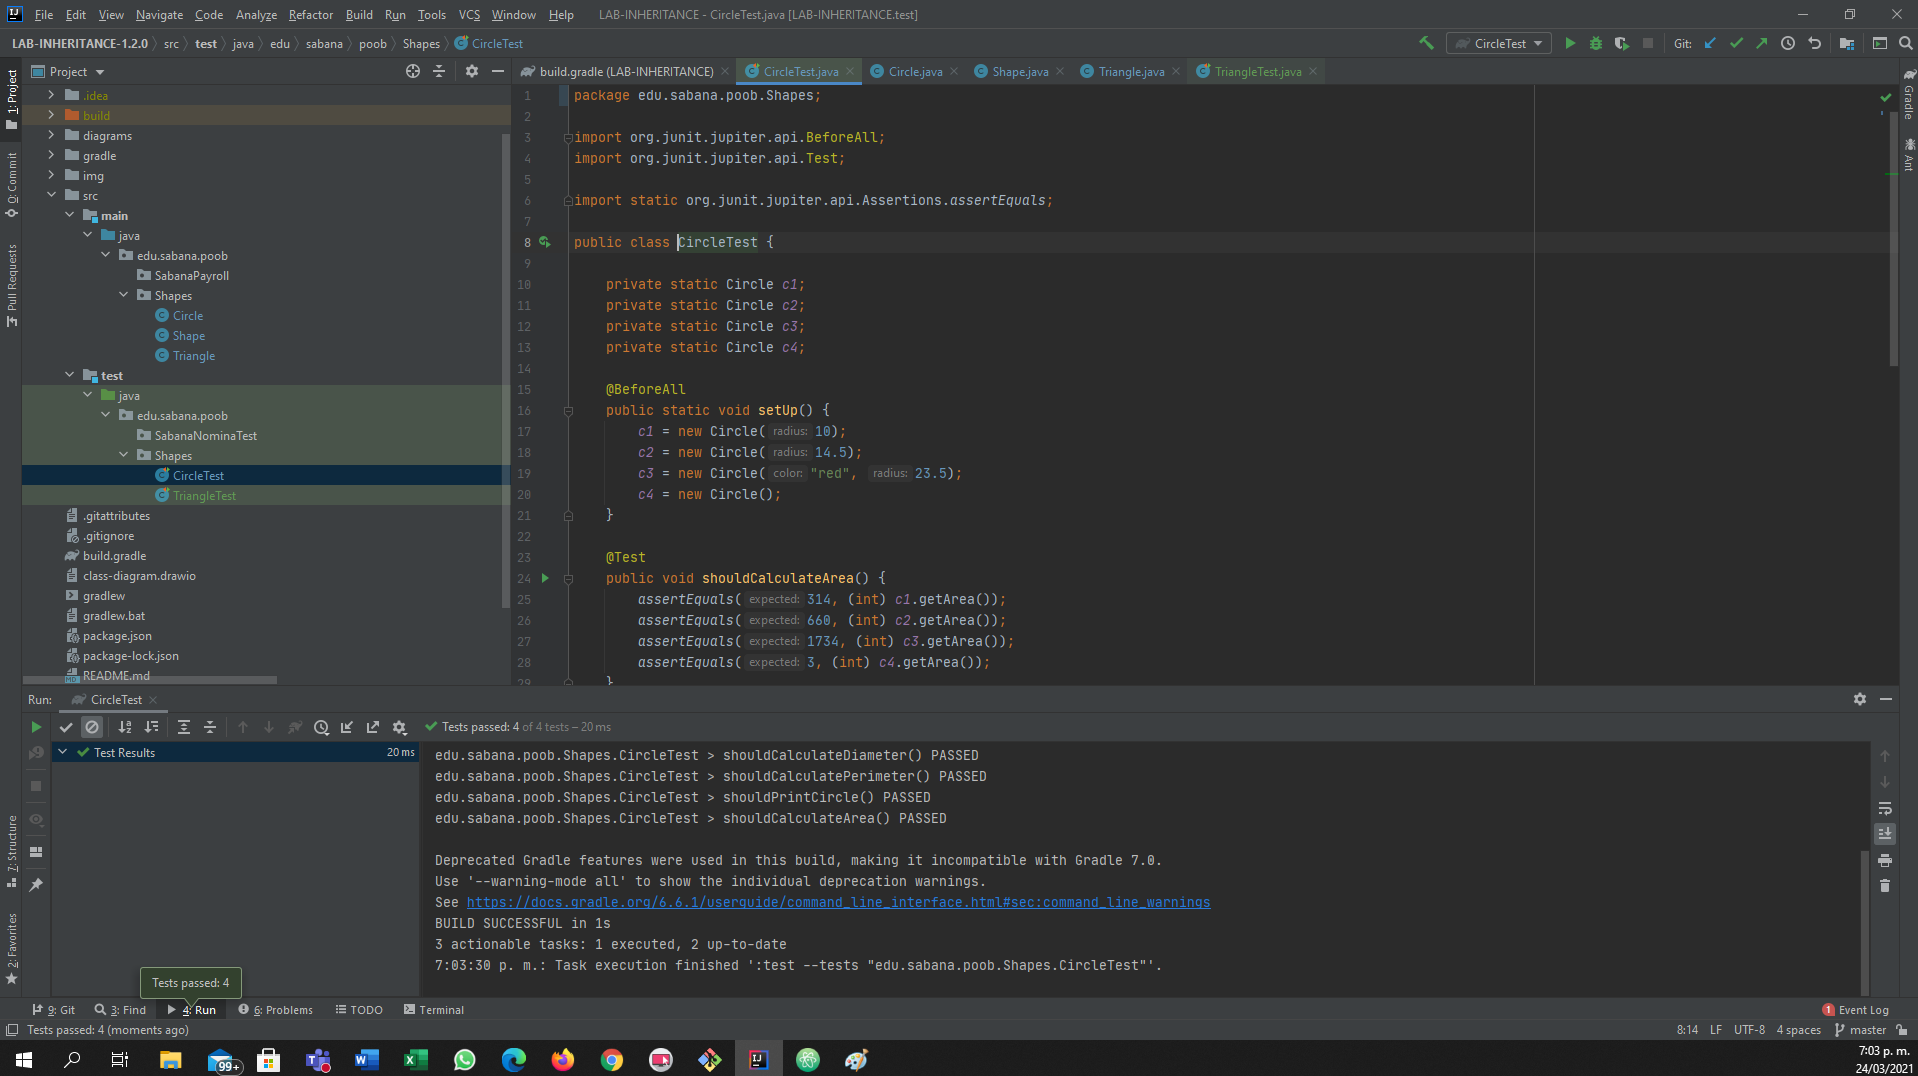 File Edit View Navigate Code Analyze Refactor Build Run Tools VCS Window Help LAB-INHERITANCE - CircleTest.java [LAB-INHERITANCE.test]
LAB-INHERITANCE-1.2.0 src test java edu sabana poob Shapes CircleTest
CircleTest Git:
Project
build.gradle (LAB-INHERITANCE) CircleTest.java Circle.java Shape.java Triangle.java TriangleTest.java
1: Project
0: Commit
Pull Requests
7: Structure
2: Favorites
.idea
build
diagrams
gradle
img
src
main
java
edu.sabana.poob
SabanaPayroll
Shapes
Circle
Shape
Triangle
test
java
edu.sabana.poob
SabanaNominaTest
Shapes
CircleTest
TriangleTest
.gitattributes
.gitignore
build.gradle
class-diagram.drawio
gradlew
gradlew.bat
package.json
package-lock.json
README.md
1 package edu.sabana.poob.Shapes;
2
3 import org.junit.jupiter.api.BeforeAll;
4 import org.junit.jupiter.api.Test;
5
6 import static org.junit.jupiter.api.Assertions.assertEquals;
7
8 public class CircleTest {
9
10 private static Circle c1;
11 private static Circle c2;
12 private static Circle c3;
13 private static Circle c4;
14
15 @BeforeAll
16 public static void setUp() {
17 c1 = new Circle( radius: 10);
18 c2 = new Circle( radius: 14.5);
19 c3 = new Circle( color: "red", radius: 23.5);
20 c4 = new Circle();
21 }
22
23 @Test
24 public void shouldCalculateArea() {
25 assertEquals( expected: 314, (int) c1.getArea());
26 assertEquals( expected: 660, (int) c2.getArea());
27 assertEquals( expected: 1734, (int) c3.getArea());
28 assertEquals( expected: 3, (int) c4.getArea());
29 }
Gradle
Ant
Run: CircleTest
Tests passed: 4 of 4 tests – 20 ms
Test Results 20 ms
edu.sabana.poob.Shapes.CircleTest > shouldCalculateDiameter() PASSED
edu.sabana.poob.Shapes.CircleTest > shouldCalculatePerimeter() PASSED
edu.sabana.poob.Shapes.CircleTest > shouldPrintCircle() PASSED
edu.sabana.poob.Shapes.CircleTest > shouldCalculateArea() PASSED
Deprecated Gradle features were used in this build, making it incompatible with Gradle 7.0.
Use '--warning-mode all' to show the individual deprecation warnings.
See https://docs.gradle.org/6.6.1/userguide/command_line_interface.html#sec:command_line_warnings
BUILD SUCCESSFUL in 1s
3 actionable tasks: 1 executed, 2 up-to-date
7:03:30 p. m.: Task execution finished ':test --tests "edu.sabana.poob.Shapes.CircleTest"'.
Tests passed: 4
9: Git 3: Find 4: Run 6: Problems TODO Terminal 1 Event Log
Tests passed: 4 (moments ago) 8:14 LF UTF-8 4 spaces master
99+
7:03 p. m.
24/03/2021